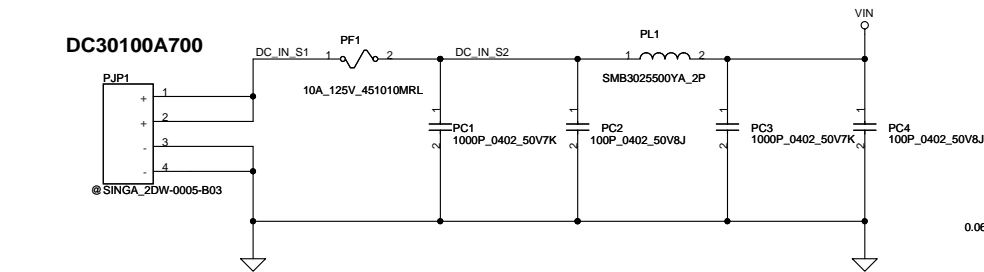 VIN
DC30100A700
PF1
PL1
DC_IN_S1
1
2
DC_IN_S2
1
2
PJP1
10A_125V_451010MRL
SMB3025500YA_2P
+
1
+
2
-
3
-
4
1
2
PC1
1000P_0402_50V7K
1
2
PC2
100P_0402_50V8J
1
2
PC3
1000P_0402_50V7K
1
2
PC4
100P_0402_50V8J
@SINGA_2DW-0005-B03